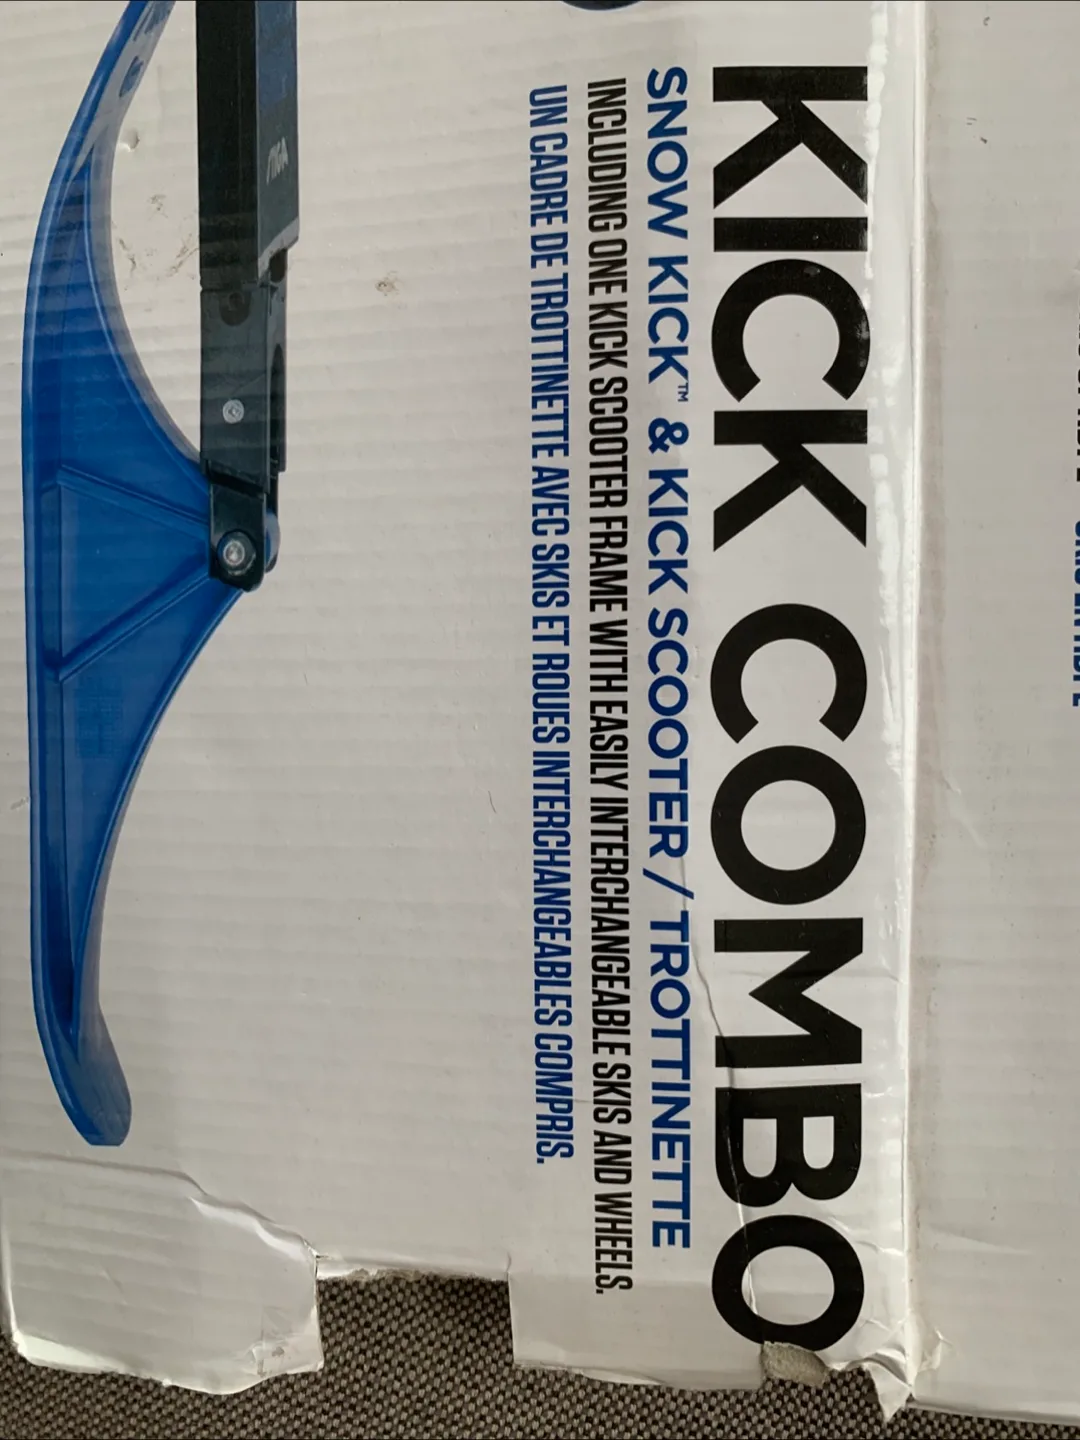 KICK COMBO
SNOW KICK™ & KICK SCOOTER / TROTTINETTE
INCLUDING ONE KICK SCOOTER FRAME WITH EASILY INTERCHANGEABLE SKIS AND WHEELS.
UN CADRE DE TROTTINETTE AVEC SKIS ET ROUES INTERCHANGEABLES COMPRIS.
STIGA